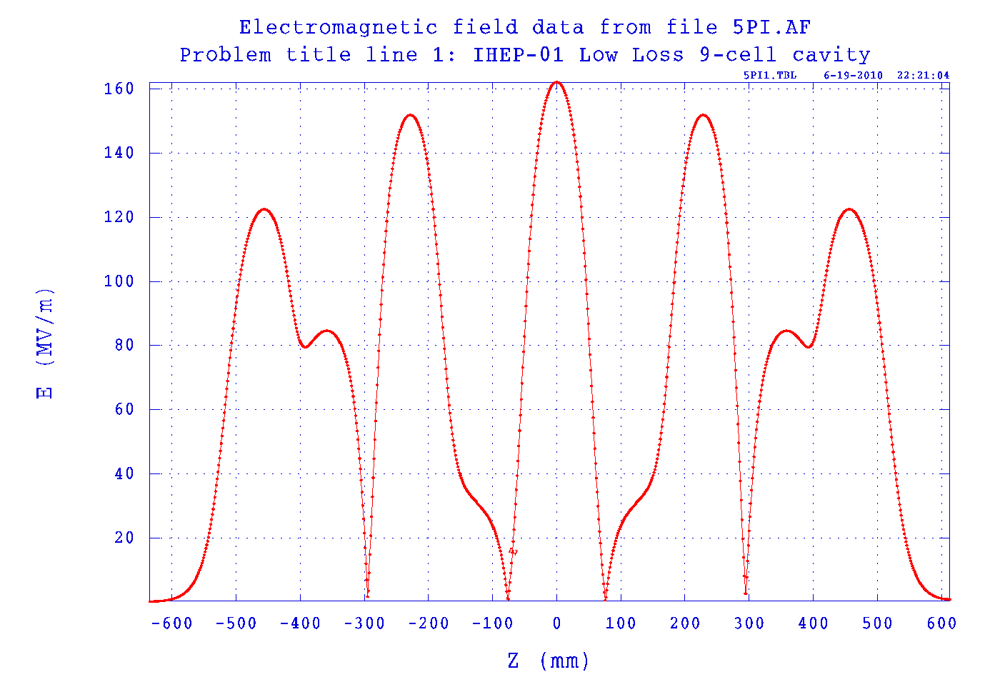 Electromagnetic field data from file 5PI.AF
Problem title line 1: IHEP-01 Low Loss 9-cell cavity
5PI1.TBL 6-19-2010 22:21:04
160
140
120
100
80
60
40
20
E (MV/m)
-600 -500 -400 -300 -200 -100 0 100 200 300 400 500 600
Z (mm)